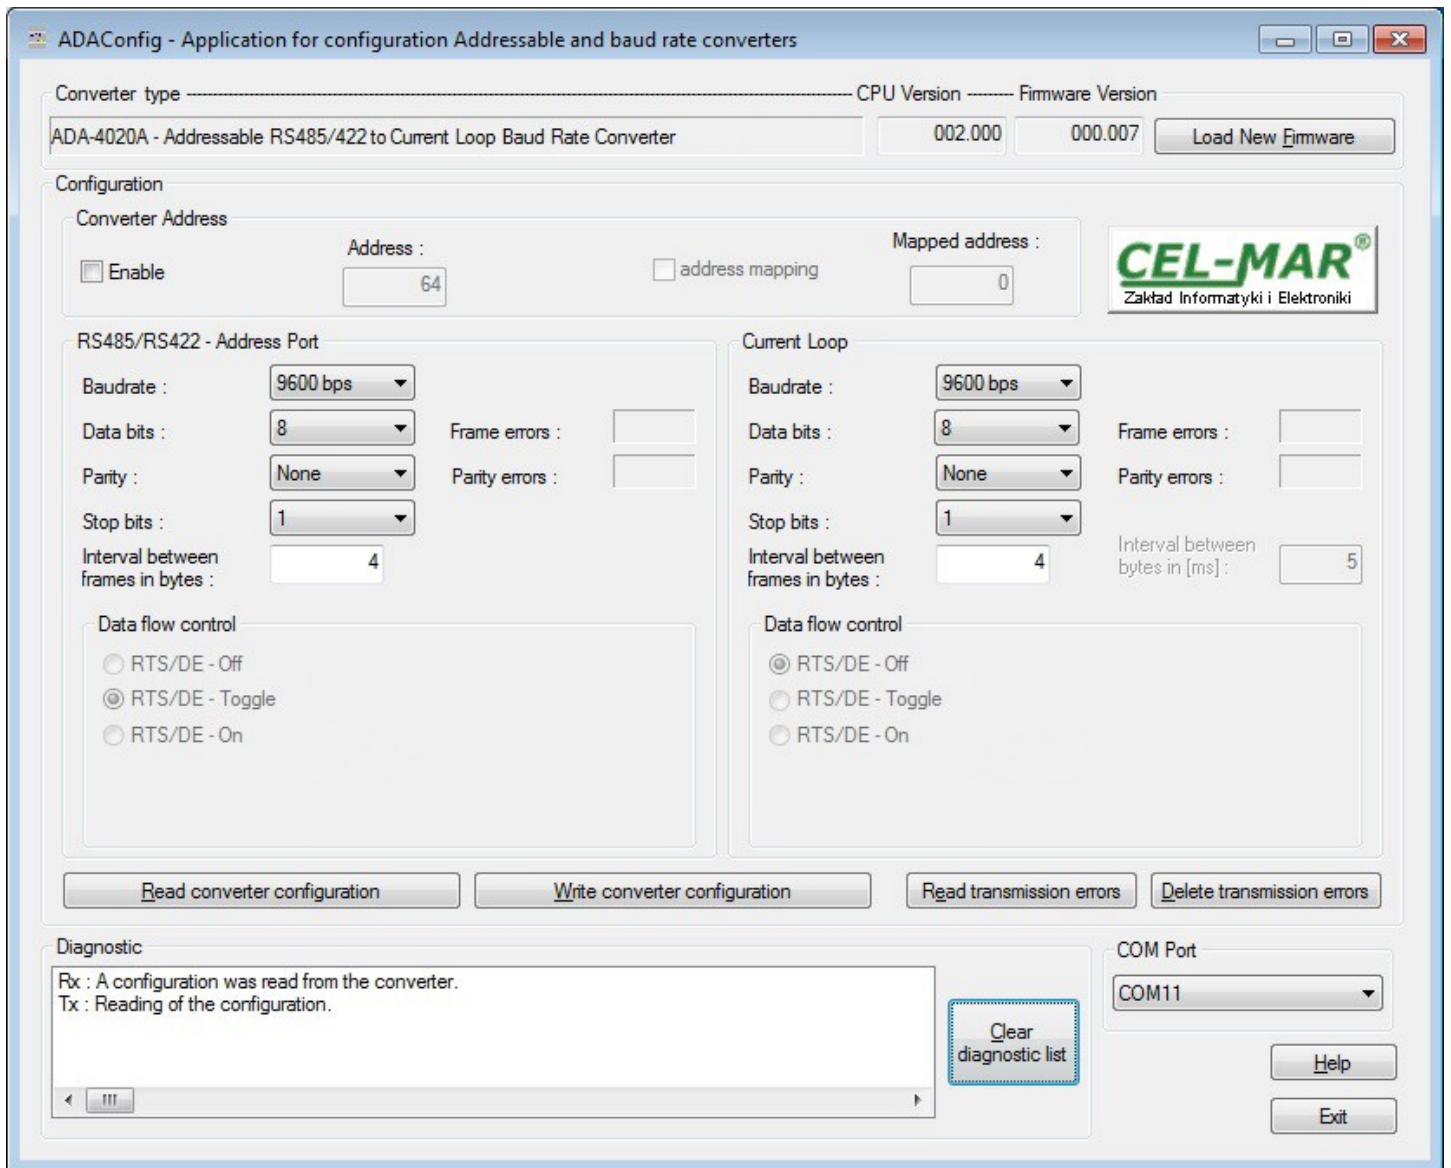 ADAConfig - Application for configuration Addressable and baud rate converters
Converter type CPU Version Firmware Version
ADA-4020A - Addressable RS485/422 to Current Loop Baud Rate Converter 002.000 000.007 Load New Firmware
Configuration
Converter Address
Enable Address : 64 address mapping Mapped address : 0
CEL-MAR®
Zakład Informatyki i Elektroniki
RS485/RS422 - Address Port
Baudrate : 9600 bps
Data bits : 8 Frame errors :
Parity : None Parity errors :
Stop bits : 1
Interval between
frames in bytes : 4
Data flow control
RTS/DE - Off
RTS/DE - Toggle
RTS/DE - On
Current Loop
Baudrate : 9600 bps
Data bits : 8 Frame errors :
Parity : None Parity errors :
Stop bits : 1
Interval between
frames in bytes : 4
Interval between
bytes in [ms] : 5
Data flow control
RTS/DE - Off
RTS/DE - Toggle
RTS/DE - On
Read converter configuration Write converter configuration Read transmission errors Delete transmission errors
Diagnostic
Rx : A configuration was read from the converter.
Tx : Reading of the configuration.
Clear
diagnostic list
COM Port
COM11
Help
Exit